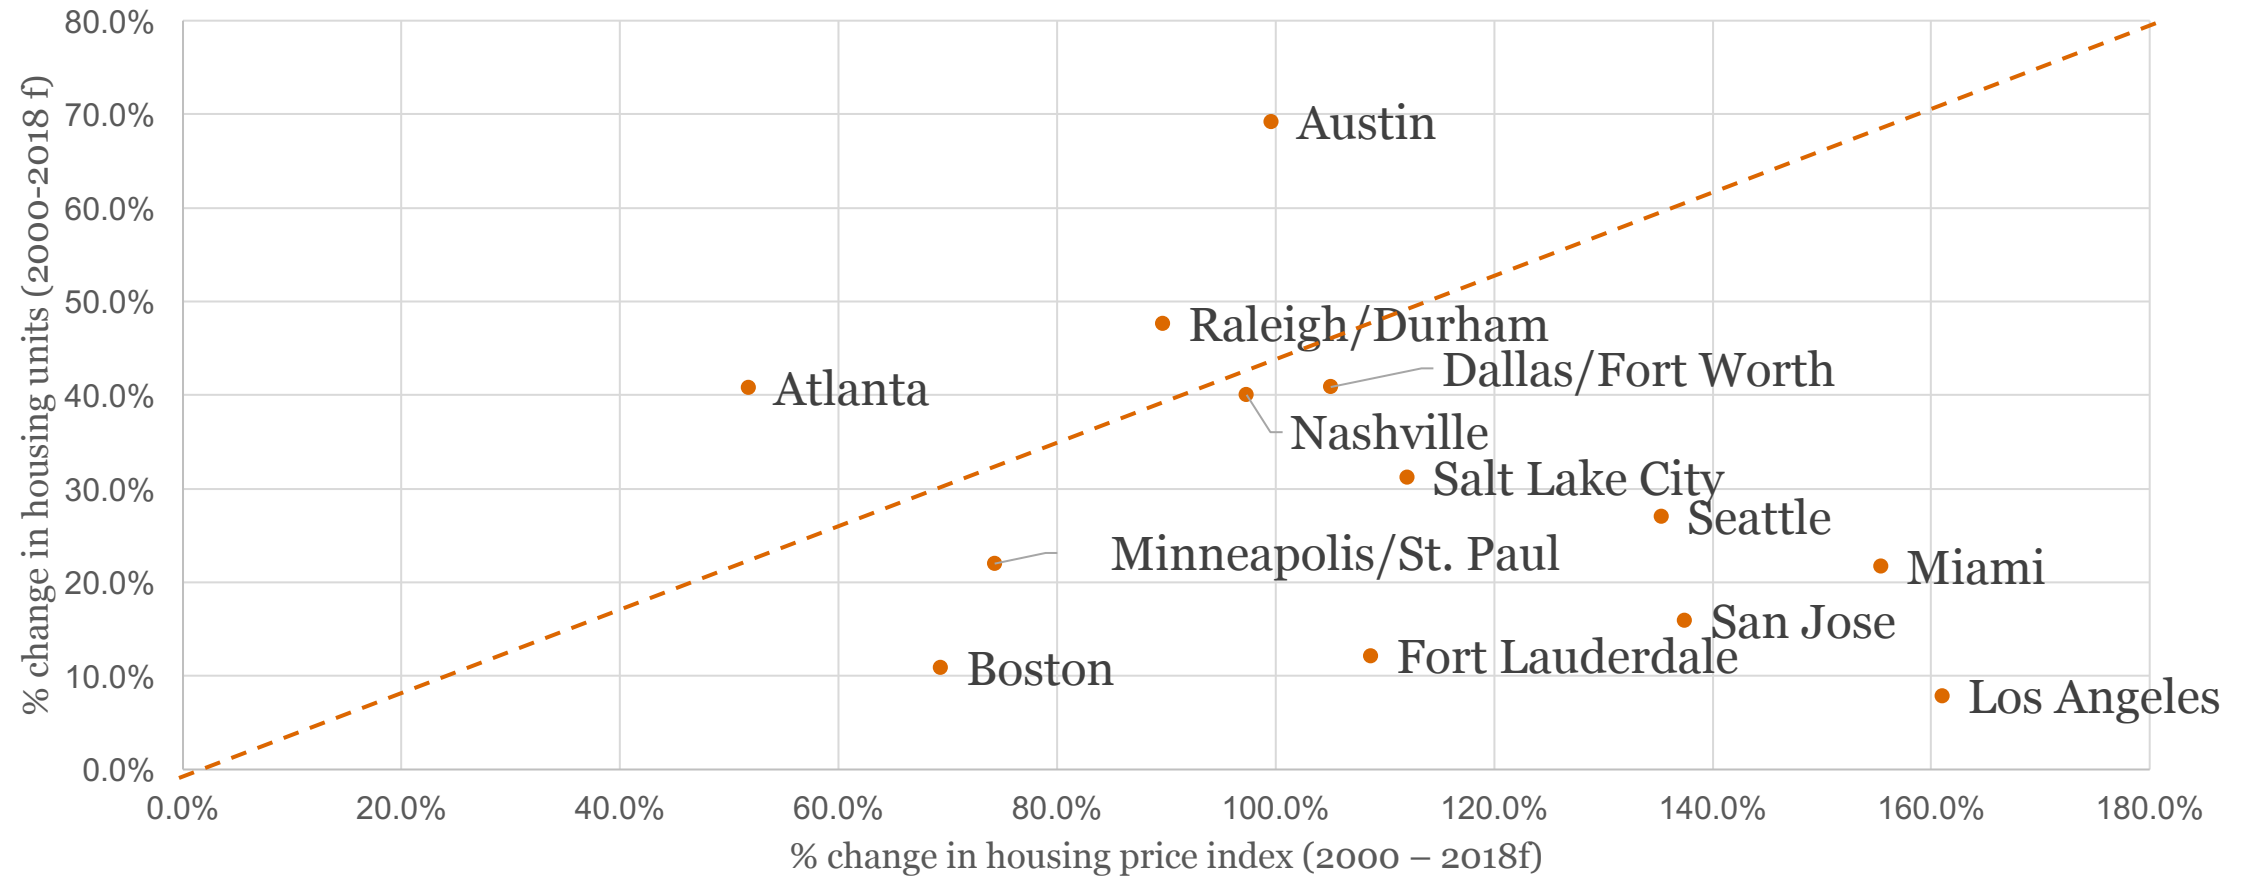 80.0%
70.0%
60.0%
50.0%
40.0%
30.0%
20.0%
10.0%
0.0%
% change in housing units (2000-2018 f)
Austin
Raleigh/Durham
Dallas/Fort Worth
Atlanta
Nashville
Salt Lake City
Seattle
Minneapolis/St. Paul
Miami
San Jose
Fort Lauderdale
Boston
Los Angeles
0.0% 20.0% 40.0% 60.0% 80.0% 100.0% 120.0% 140.0% 160.0% 180.0%
% change in housing price index (2000 – 2018f)